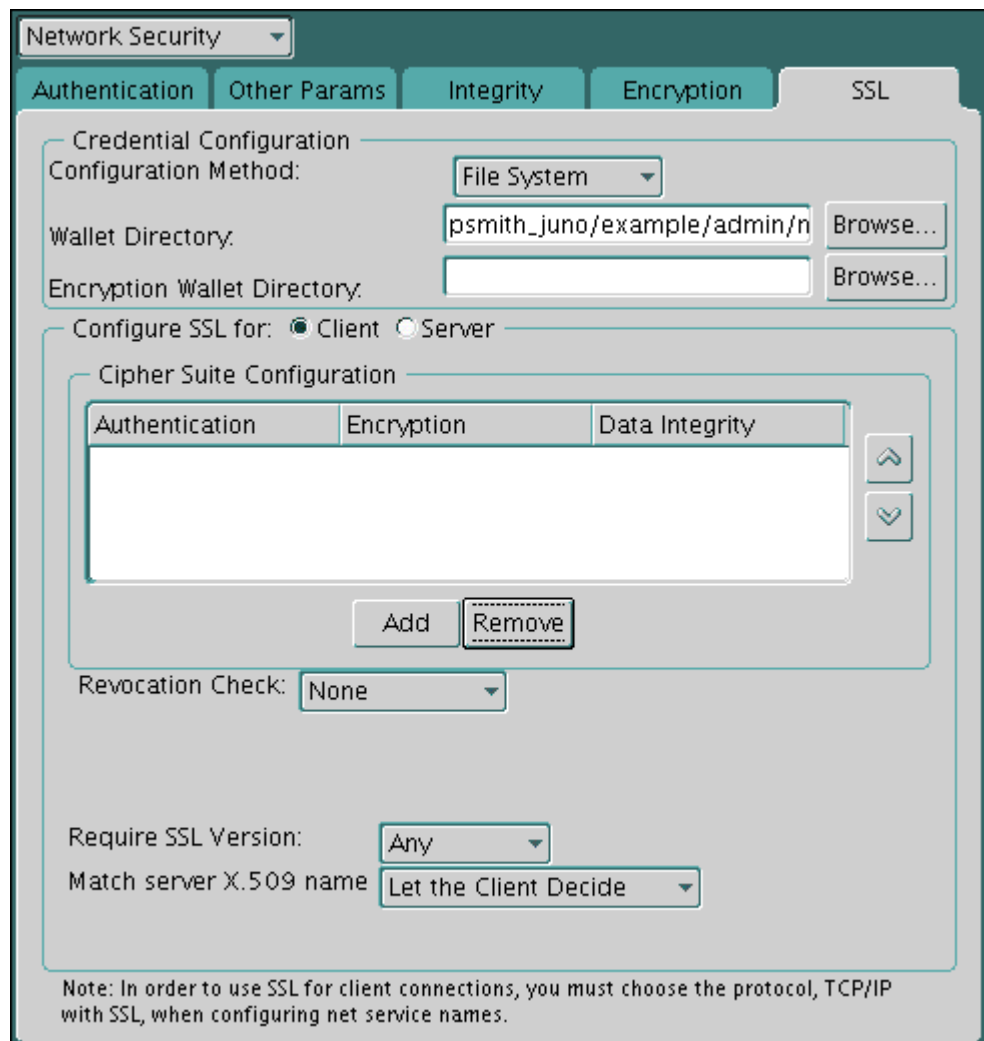 Network Security
Authentication Other Params Integrity Encryption SSL
Credential Configuration
Configuration Method: File System
Wallet Directory: psmith_juno/example/admin/n Browse...
Encryption Wallet Directory: Browse...
Configure SSL for: Client Server
Cipher Suite Configuration
Authentication Encryption Data Integrity
Add Remove
Revocation Check: None
Require SSL Version: Any
Match server X.509 name Let the Client Decide
Note: In order to use SSL for client connections, you must choose the protocol, TCP/IP
with SSL, when configuring net service names.